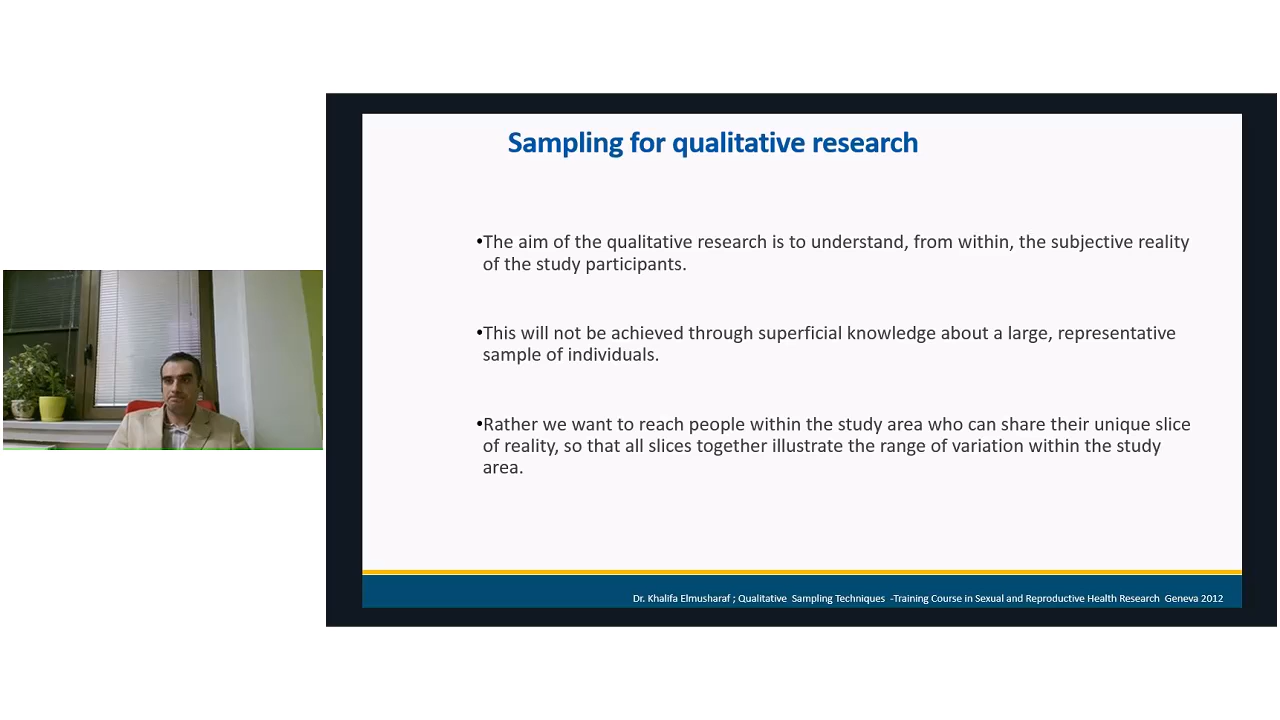 Sampling for qualitative research
•The aim of the qualitative research is to understand, from within, the subjective reality
of the study participants.
•This will not be achieved through superficial knowledge about a large, representative
sample of individuals.
•Rather we want to reach people within the study area who can share their unique slice
of reality, so that all slices together illustrate the range of variation within the study
area.
Dr. Khalifa Elmusharaf ; Qualitative Sampling Techniques -Training Course in Sexual and Reproductive Health Research Geneva 2012